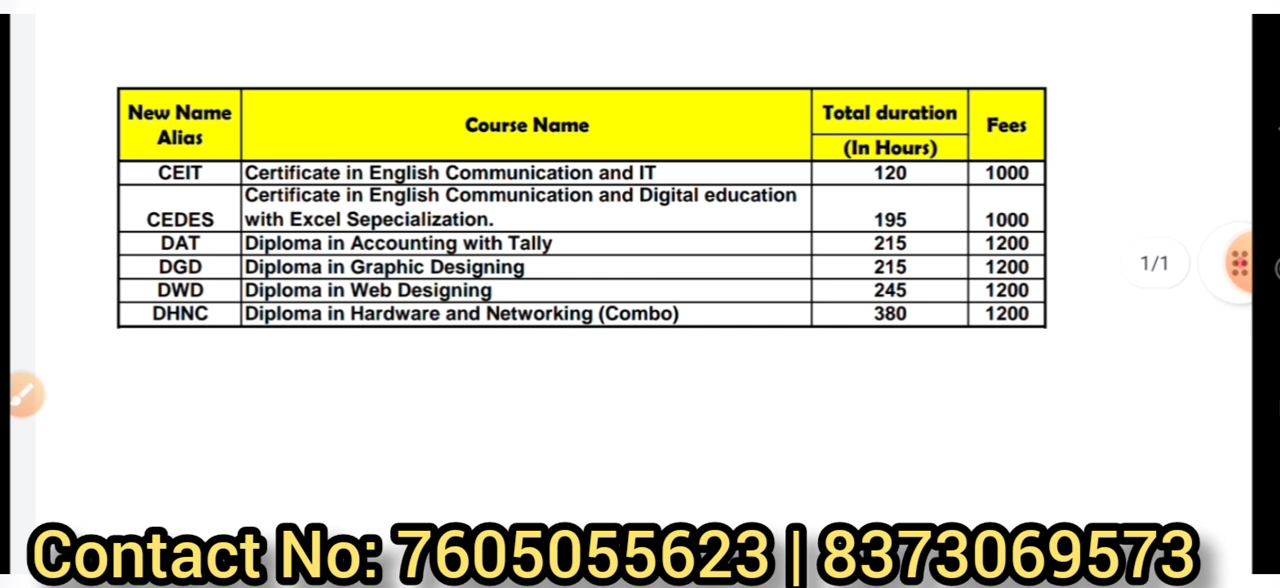 New Name Alias Course Name Total duration (In Hours) Fees
CEIT Certificate in English Communication and IT 120 1000
Certificate in English Communication and Digital education
CEDES with Excel Sepecialization. 195 1000
DAT Diploma in Accounting with Tally 215 1200
DGD Diploma in Graphic Designing 215 1200
DWD Diploma in Web Designing 245 1200
DHNC Diploma in Hardware and Networking (Combo) 380 1200
1/1
Contact No: 7605055623 | 8373069573